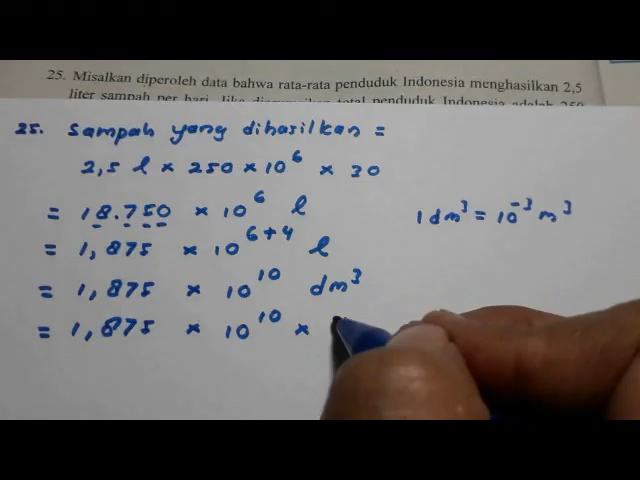 25. Misalkan diperoleh data bahwa rata-rata penduduk Indonesia menghasilkan 2,5
liter sampah per hari. Jika diasumsikan total penduduk Indonesia adalah 250
25. Sampah yang dihasilkan =
2,5 l × 250 × 10⁶ × 30
= 18.750 × 10⁶ l
1 dm³ = 10⁻³ m³
= 1,875 × 10⁶⁺⁴ l
= 1,875 × 10¹⁰ dm³
= 1,875 × 10¹⁰ ×